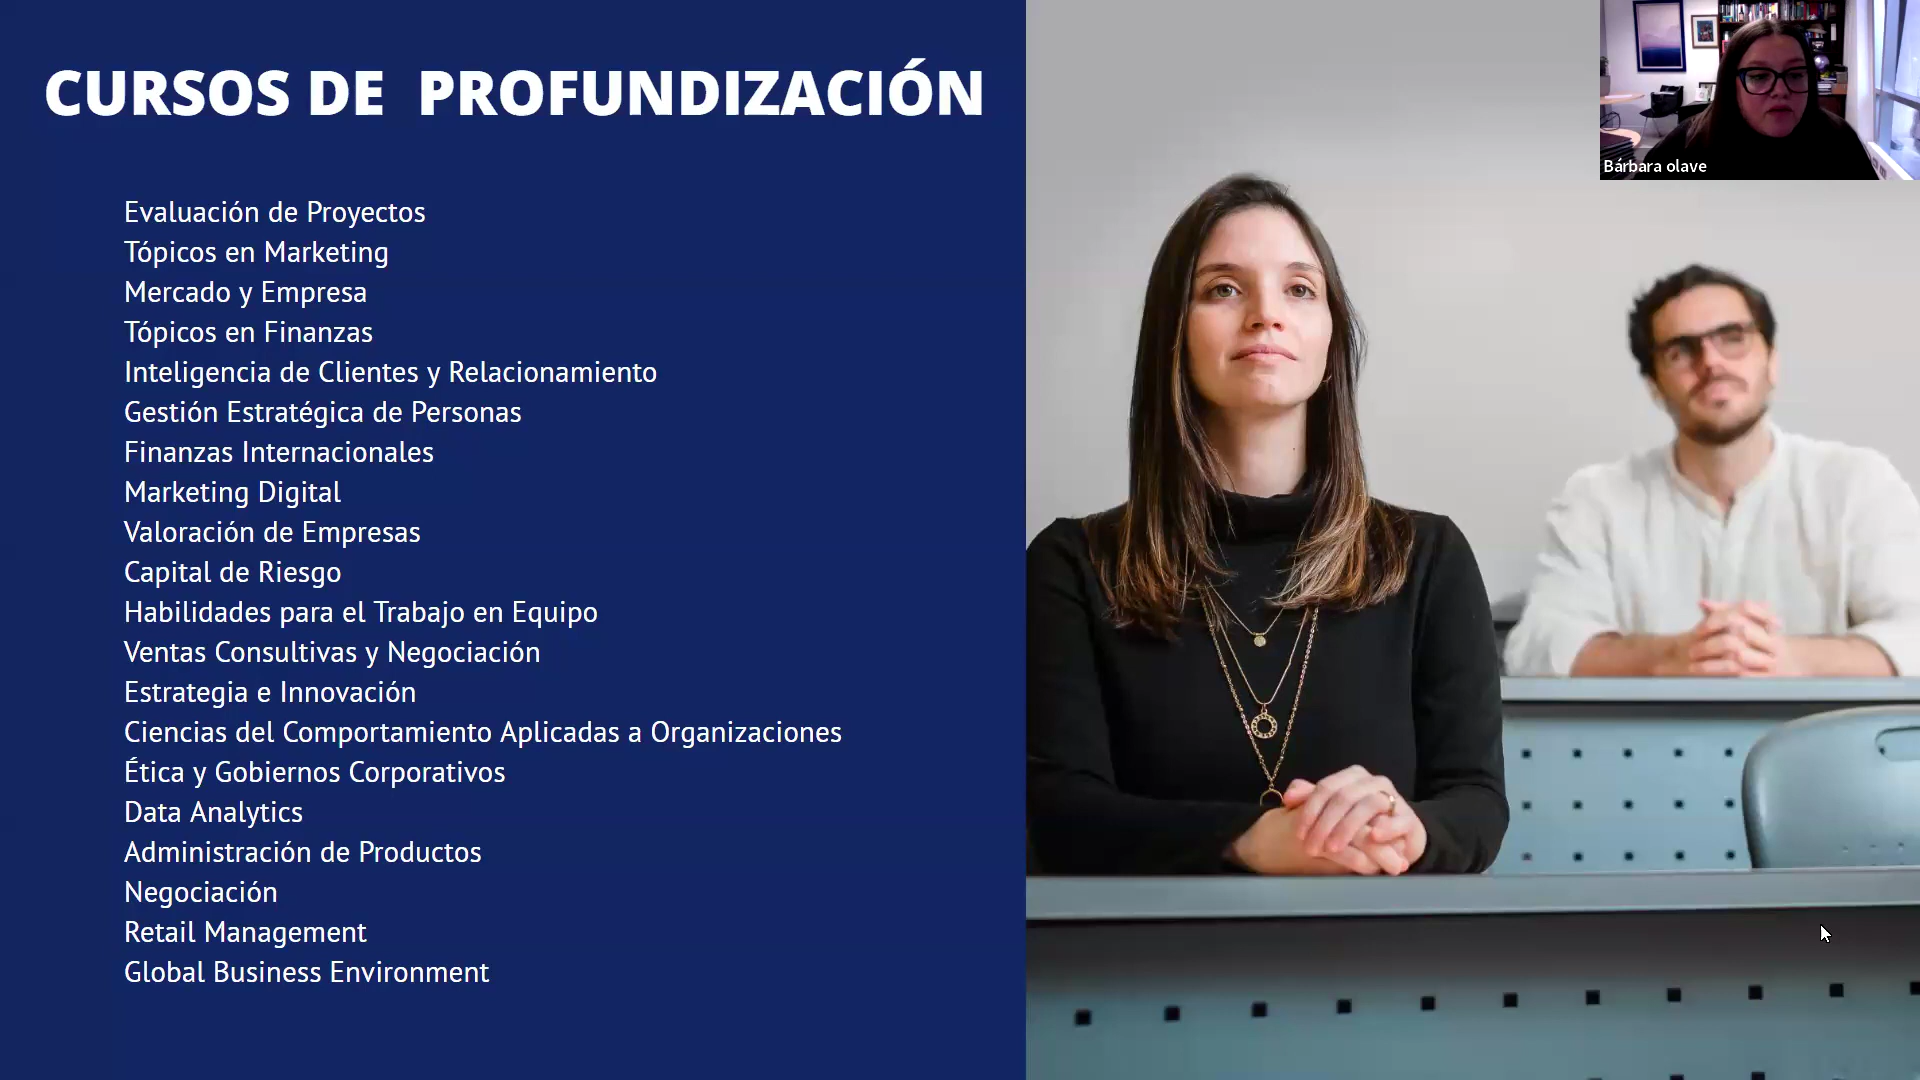 CURSOS DE PROFUNDIZACIÓN
Bárbara olave
Evaluación de Proyectos
Tópicos en Marketing
Mercado y Empresa
Tópicos en Finanzas
Inteligencia de Clientes y Relacionamiento
Gestión Estratégica de Personas
Finanzas Internacionales
Marketing Digital
Valoración de Empresas
Capital de Riesgo
Habilidades para el Trabajo en Equipo
Ventas Consultivas y Negociación
Estrategia e Innovación
Ciencias del Comportamiento Aplicadas a Organizaciones
Ética y Gobiernos Corporativos
Data Analytics
Administración de Productos
Negociación
Retail Management
Global Business Environment